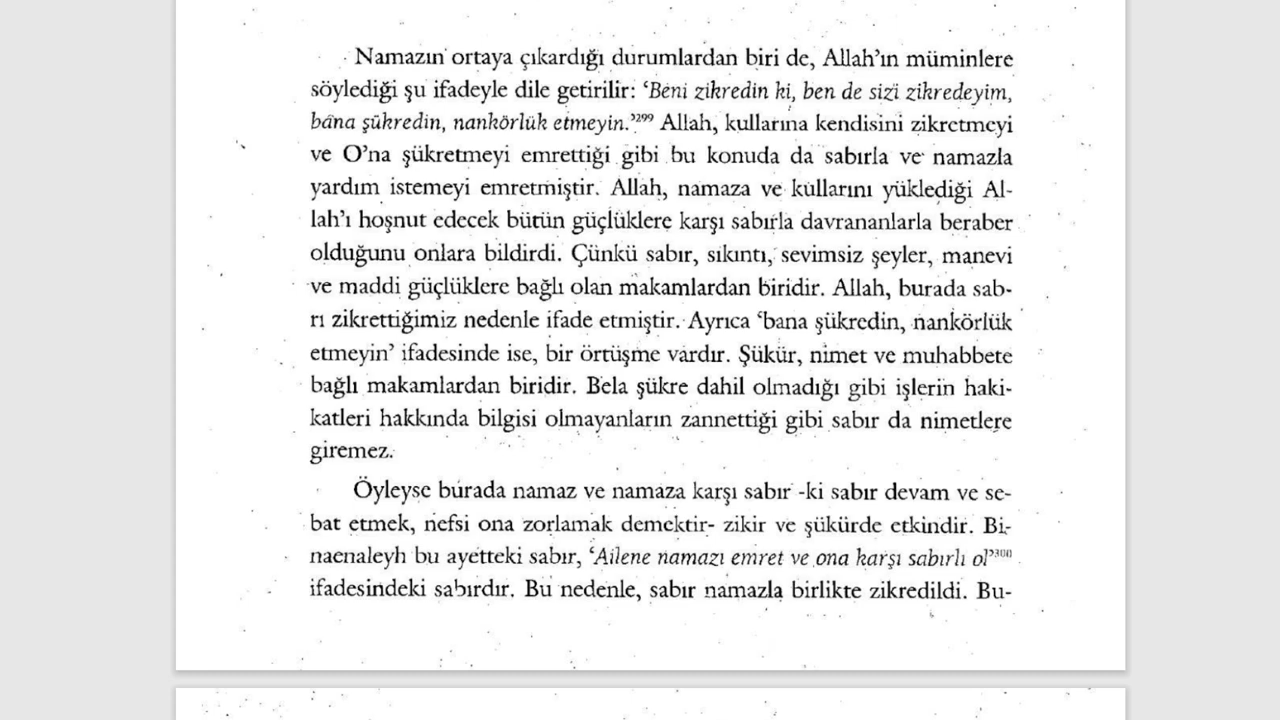 Namazın ortaya çıkardığı durumlardan biri de, Allah’ın müminlere
söylediği şu ifadeyle dile getirilir: ‘Beni zikredin ki, ben de sizi zikredeyim,
bana şükredin, nankörlük etmeyin.’²⁹⁹ Allah, kullarına kendisini zikretmeyi
ve O’na şükretmeyi emrettiği gibi bu konuda da sabırla ve namazla
yardım istemeyi emretmiştir. Allah, namaza ve kullarını yüklediği Al-
lah’ı hoşnut edecek bütün güçlüklere karşı sabırla davrananlarla beraber
olduğunu onlara bildirdi. Çünkü sabır, sıkıntı, sevimsiz şeyler, manevi
ve maddi güçlüklere bağlı olan makamlardan biridir. Allah, burada sab-
rı zikrettiğimiz nedenle ifade etmiştir. Ayrıca ‘bana şükredin, nankörlük
etmeyin’ ifadesinde ise, bir örtüşme vardır. Şükür, nimet ve muhabbete
bağlı makamlardan biridir. Bela şükre dahil olmadığı gibi işlerin haki-
katleri hakkında bilgisi olmayanların zannettiği gibi sabır da nimetlere
giremez.
Öyleyse burada namaz ve namaza karşı sabır -ki sabır devam ve se-
bat etmek, nefsi ona zorlamak demektir- zikir ve şükürde etkindir. Bi-
naenaleyh bu ayetteki sabır, ‘Ailene namazı emret ve ona karşı sabırlı ol’³⁰⁰
ifadesindeki sabırdır. Bu nedenle, sabır namazla birlikte zikredildi. Bu-